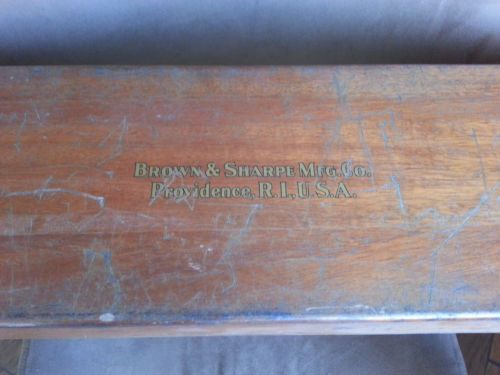 Brown & Sharpe Mfg. Co.
Providence, R.I., U.S.A.